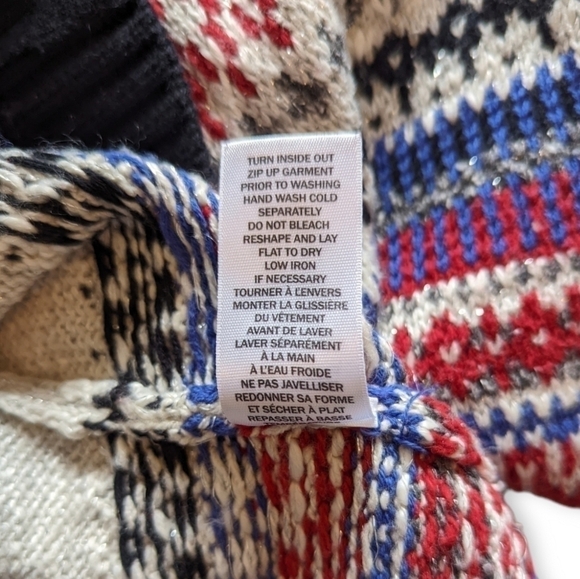 TURN INSIDE OUT
ZIP UP GARMENT
PRIOR TO WASHING
HAND WASH COLD
SEPARATELY
DO NOT BLEACH
RESHAPE AND LAY
FLAT TO DRY
LOW IRON
IF NECESSARY
TOURNER À L'ENVERS
MONTER LA GLISSIÈRE
DU VÊTEMENT
AVANT DE LAVER
LAVER SÉPARÉMENT
À LA MAIN
À L'EAU FROIDE
NE PAS JAVELLISER
REDONNER SA FORME
ET SÉCHER À PLAT
REPASSER À BASSE